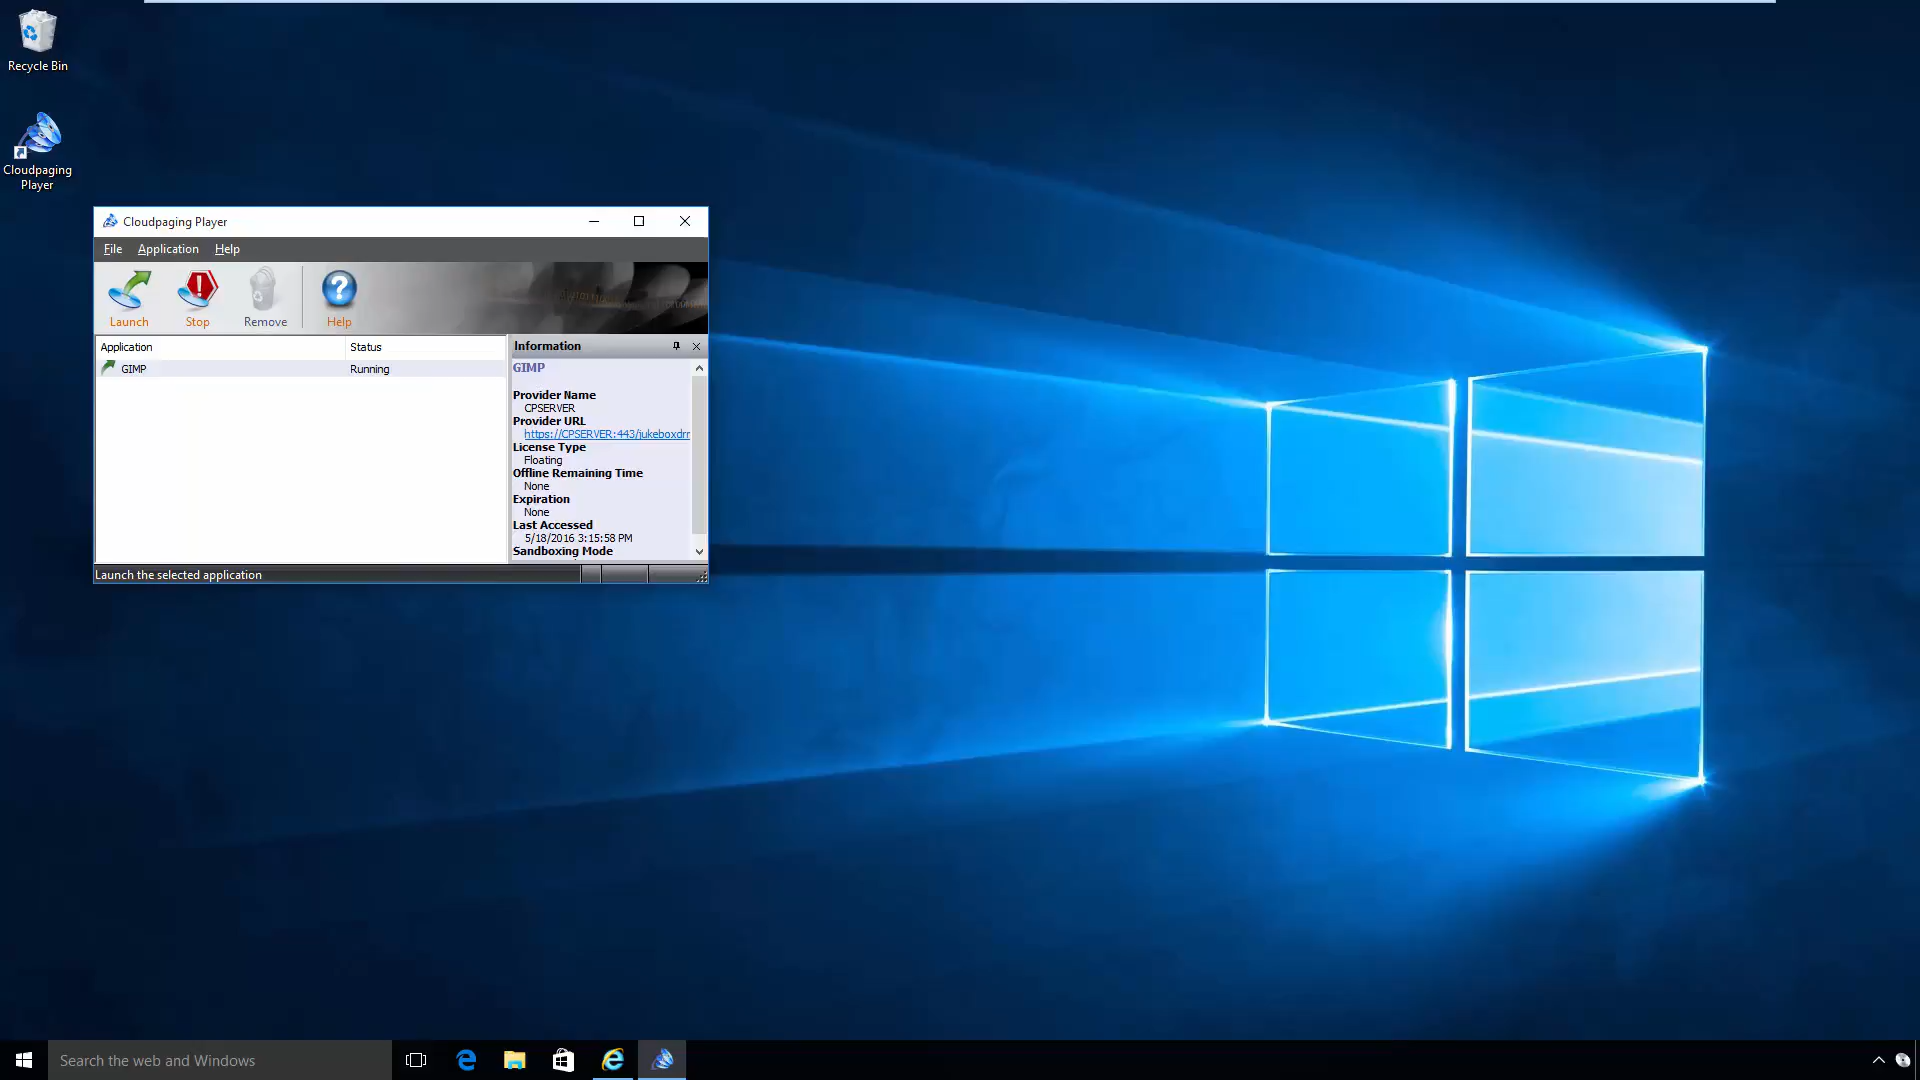 Recycle Bin
Cloudpaging
Player
Cloudpaging Player
File Application Help
Launch Stop Remove Help
Application Status
GIMP Running
Information
GIMP
Provider Name
CPSERVER
Provider URL
https://CPSERVER:443/jukeboxdrr
License Type
Floating
Offline Remaining Time
None
Expiration
None
Last Accessed
5/18/2016 3:15:58 PM
Sandboxing Mode
Launch the selected application
Search the web and Windows